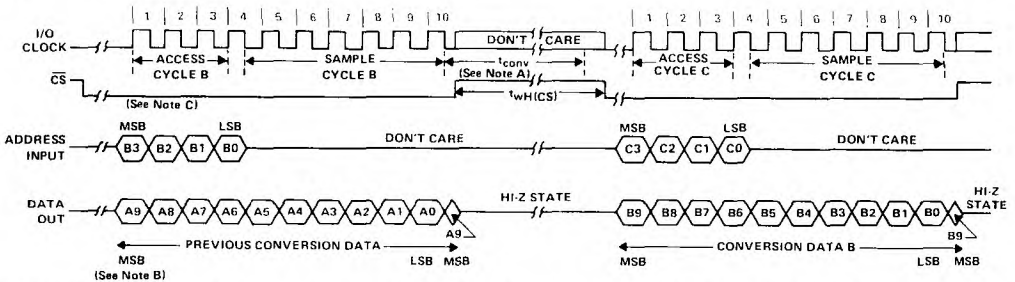 1 2 3 4 5 6 7 8 9 10 1 2 3 4 5 6 7 8 9 10
I/O
CLOCK
DON'T CARE
ACCESS
CYCLE B
SAMPLE
CYCLE B
tconv
(See Note A)
ACCESS
CYCLE C
SAMPLE
CYCLE C
CS
(See Note C)
twH(CS)
ADDRESS
INPUT
MSB LSB
B3 B2 B1 B0
DON'T CARE
MSB LSB
C3 C2 C1 C0
DON'T CARE
DATA
OUT
A9 A8 A7 A6 A5 A4 A3 A2 A1 A0
A9
HI-Z STATE
B9 B8 B7 B6 B5 B4 B3 B2 B1 B0
B9
HI-Z
STATE
PREVIOUS CONVERSION DATA
CONVERSION DATA B
MSB LSB MSB
MSB LSB MSB
(See Note B)